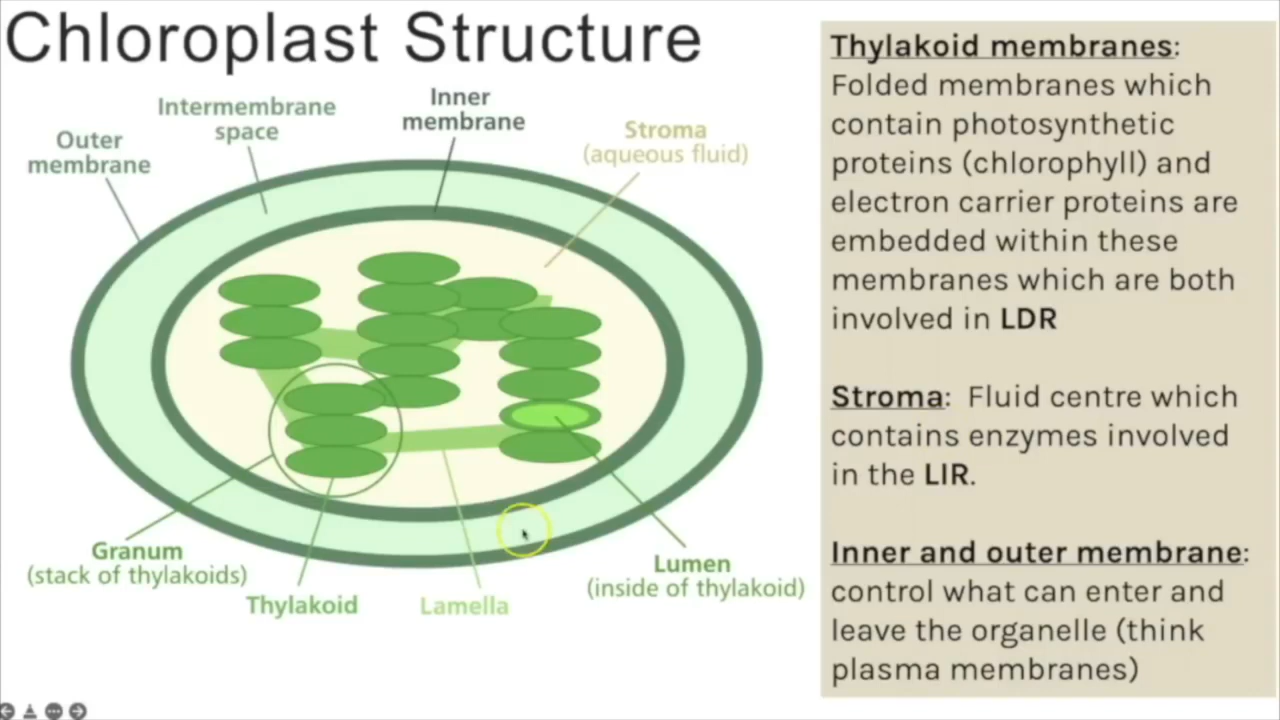 Chloroplast Structure
Intermembrane
space
Inner
membrane
Outer
membrane
Stroma
(aqueous fluid)
Granum
(stack of thylakoids)
Thylakoid
Lamella
Lumen
(inside of thylakoid)
Thylakoid membranes:
Folded membranes which
contain photosynthetic
proteins (chlorophyll) and
electron carrier proteins are
embedded within these
membranes which are both
involved in LDR
Stroma: Fluid centre which
contains enzymes involved
in the LIR.
Inner and outer membrane:
control what can enter and
leave the organelle (think
plasma membranes)